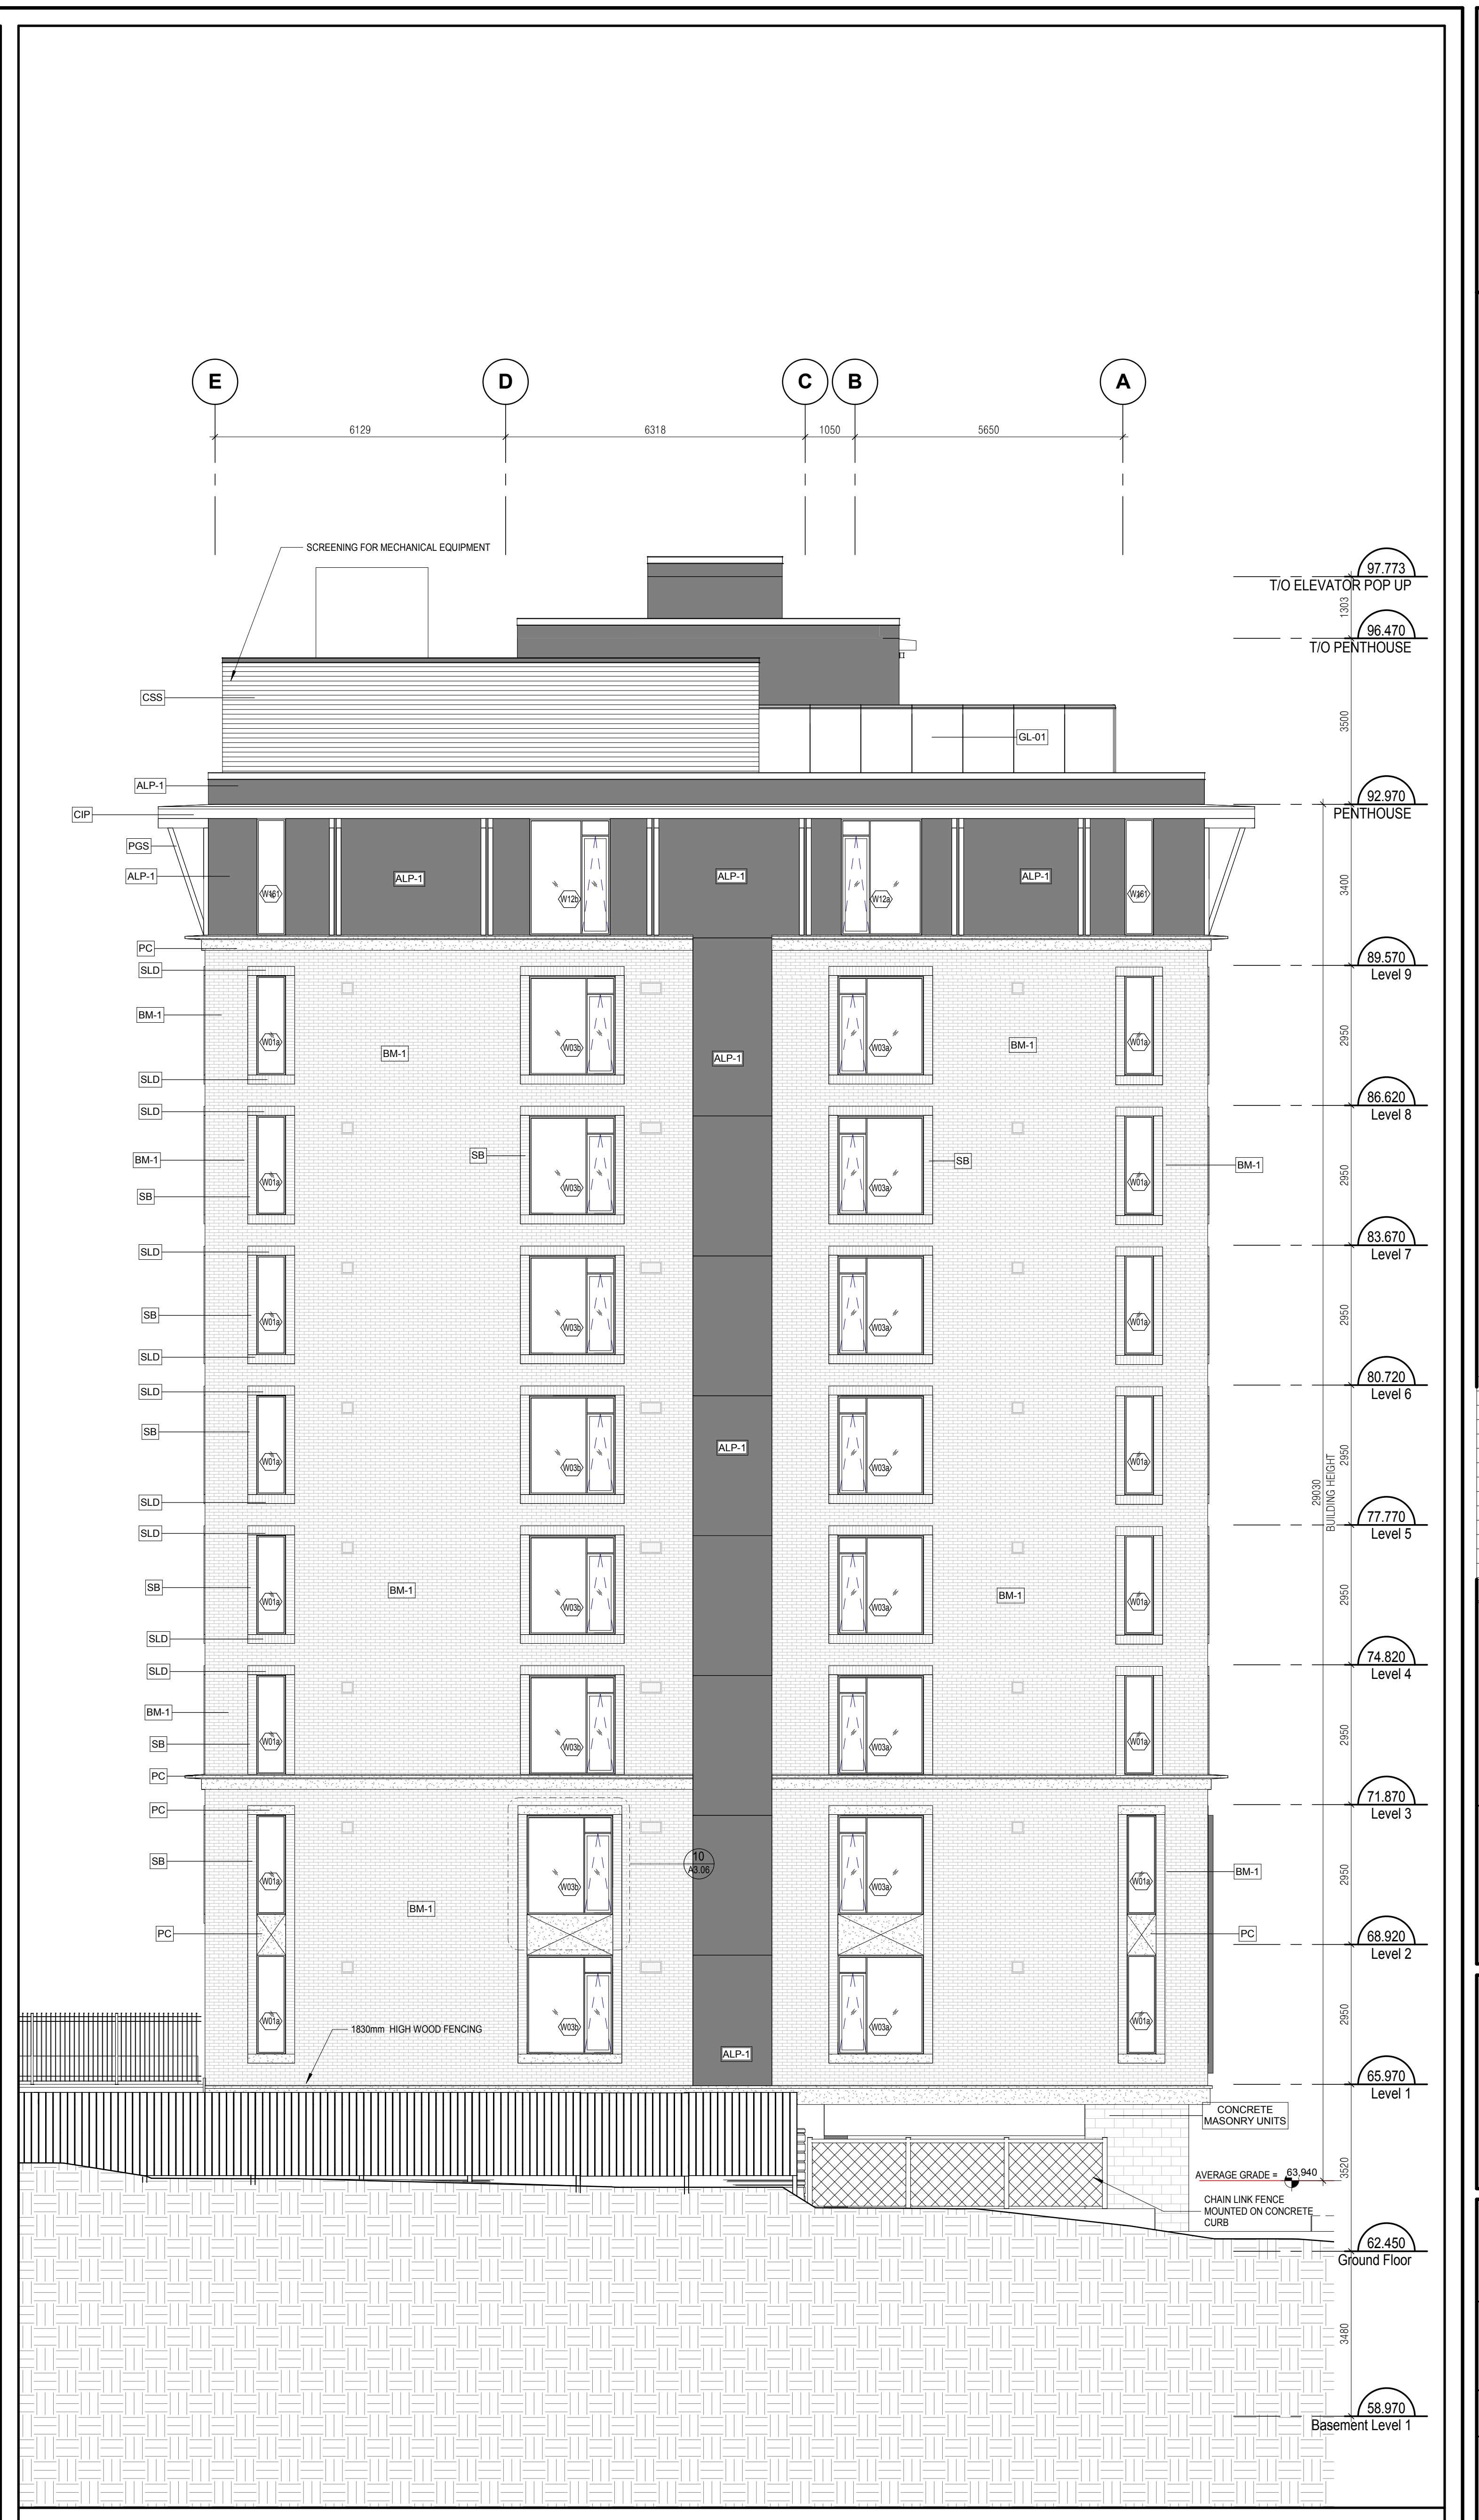 E
D
C
B
A
6129
6318
1050
5650
SCREENING FOR MECHANICAL EQUIPMENT
97.773
T/O ELEVATOR POP UP
1303
96.470
T/O PENTHOUSE
CSS
3500
GL-01
ALP-1
92.970
PENTHOUSE
CIP
PGS
ALP-1
ALP-1
ALP-1
ALP-1
3400
W161
W12b
W12a
W161
PC
89.570
Level 9
SLD
BM-1
BM-1
ALP-1
BM-1
W01a
W03b
W03a
W01a
2950
SLD
86.620
Level 8
SLD
BM-1
SB
SB
BM-1
SB
W01a
W03b
W03a
W01a
2950
83.670
Level 7
SLD
SB
W01a
W03b
W03a
W01a
2950
SLD
80.720
Level 6
SLD
SB
ALP-1
W01a
W03b
W03a
W01a
2950
29030
BUILDING HEIGHT
SLD
77.770
Level 5
SLD
SB
BM-1
BM-1
W01a
W03b
W03a
W01a
2950
SLD
74.820
Level 4
SLD
BM-1
SB
W01a
W03b
W03a
W01a
2950
PC
71.870
Level 3
PC
SB
10
A3.06
BM-1
W01a
W03b
W03a
W01a
2950
BM-1
PC
PC
68.920
Level 2
W01a
W03b
W03a
W01a
2950
1830mm HIGH WOOD FENCING
ALP-1
65.970
Level 1
CONCRETE
MASONRY UNITS
AVERAGE GRADE = 63,940
3520
CHAIN LINK FENCE
MOUNTED ON CONCRETE
CURB
62.450
Ground Floor
3480
58.970
Basement Level 1